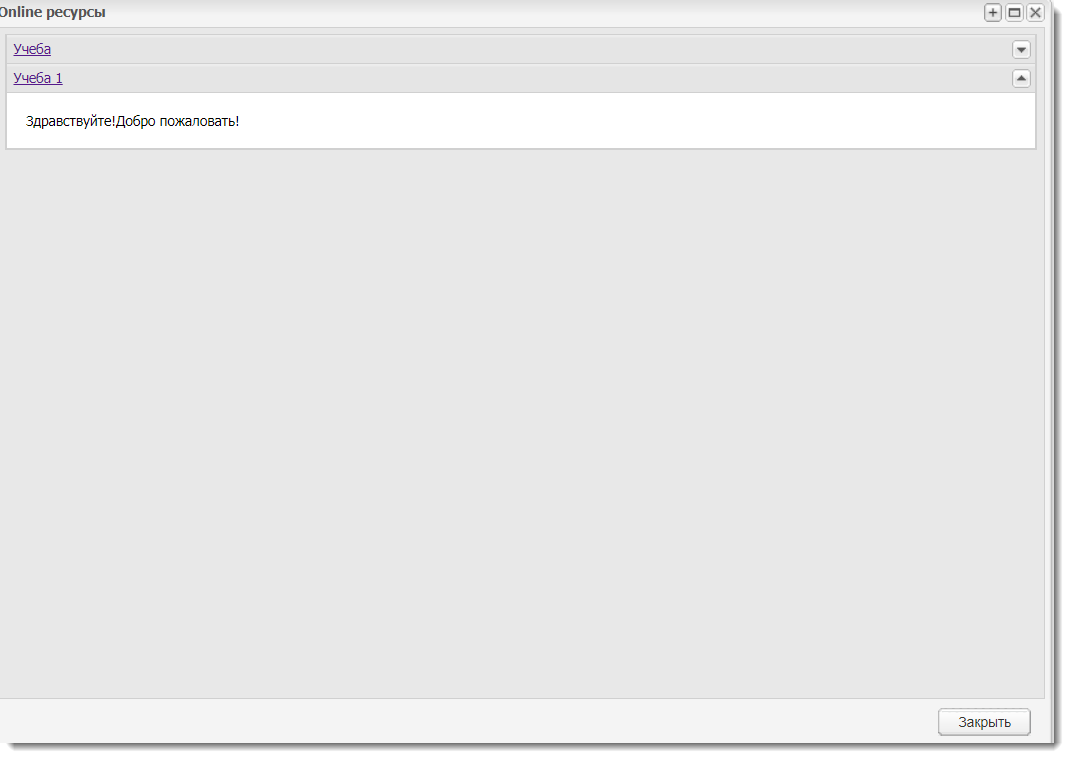 Online ресурсы
Учеба
Учеба 1
Здравствуйте!Добро пожаловать!
Закрыть